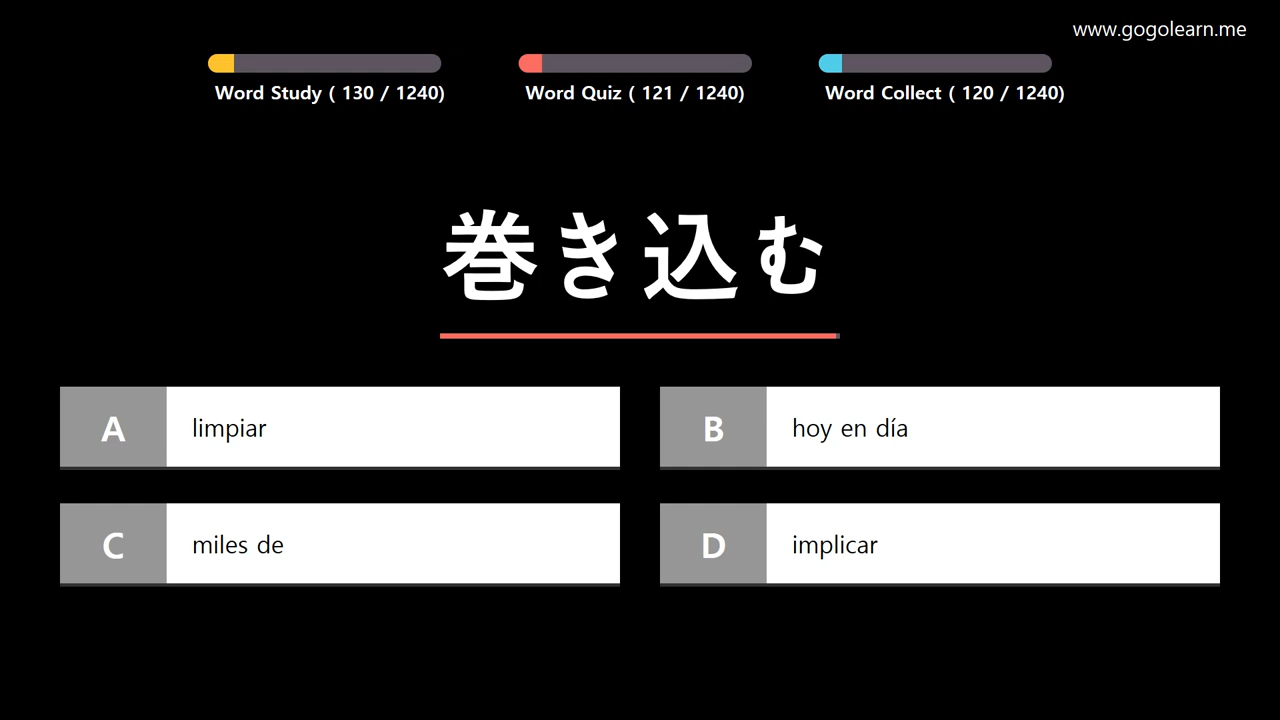 www.gogolearn.me
Word Study ( 130 / 1240)
Word Quiz ( 121 / 1240)
Word Collect ( 120 / 1240)
巻き込む
A limpiar
B hoy en día
C miles de
D implicar